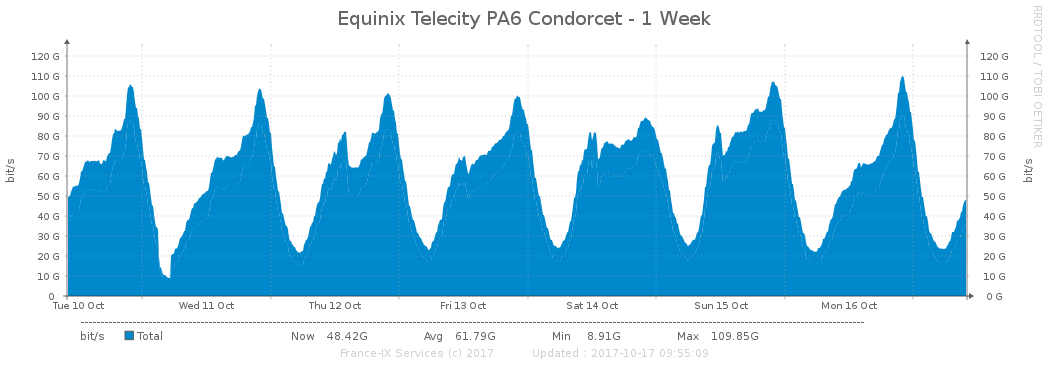 Equinix Telecity PA6 Condorcet - 1 Week
RRDTOOL / TOBI OETIKER
bit/s
120 G 120 G
110 G 110 G
100 G 100 G
90 G 90 G
80 G 80 G
70 G 70 G
60 G 60 G
50 G 50 G
40 G 40 G
30 G 30 G
20 G 20 G
10 G 10 G
0 0 G
bit/s
Tue 10 Oct Wed 11 Oct Thu 12 Oct Fri 13 Oct Sat 14 Oct Sun 15 Oct Mon 16 Oct
bit/s Total Now 48.42G Avg 61.79G Min 8.91G Max 109.85G
France-IX Services (c) 2017 Updated : 2017-10-17 09:55:09